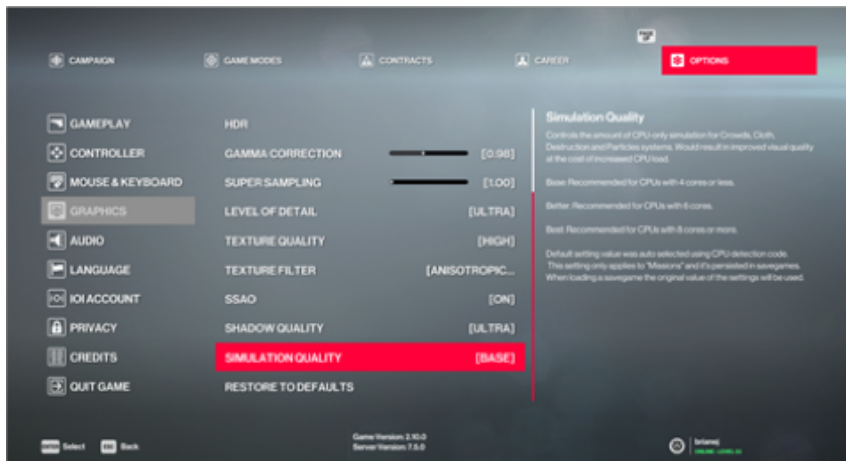 PAGE UP
CAMPAIGN
GAME MODES
CONTRACTS
CAREER
OPTIONS
GAMEPLAY
CONTROLLER
MOUSE & KEYBOARD
GRAPHICS
AUDIO
LANGUAGE
IOI ACCOUNT
PRIVACY
CREDITS
QUIT GAME
HDR
GAMMA CORRECTION [0.98]
SUPER SAMPLING [1.00]
LEVEL OF DETAIL [ULTRA]
TEXTURE QUALITY [HIGH]
TEXTURE FILTER [ANISOTROPIC...
SSAO [ON]
SHADOW QUALITY [ULTRA]
SIMULATION QUALITY [BASE]
RESTORE TO DEFAULTS
Simulation Quality
Controls the amount of CPU-only simulation for Crowds, Cloth,
Destruction and Particles systems. Would result in improved visual quality
at the cost of increased CPU load.
Base: Recommended for CPUs with 4 cores or less.
Better: Recommended for CPUs with 6 cores.
Best: Recommended for CPUs with 8 cores or more.
Default setting value was auto selected using CPU detection code.
This setting only applies to "Missions" and it's persisted in savegames.
When loading a savegame the original value of the settings will be used.
ENTER Select
ESC Back
Game Version: 2.10.0
Server Version: 7.5.0
brianej